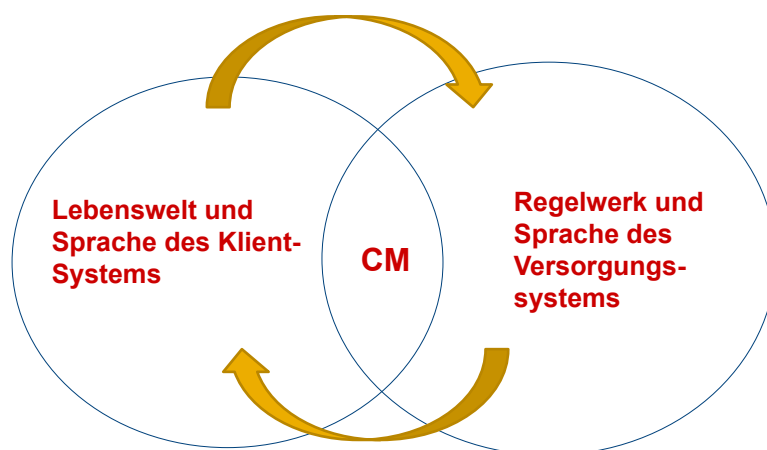 Lebenswelt und
Sprache des Klient-
Systems
CM
Regelwerk und
Sprache des
Versorgungs-
systems